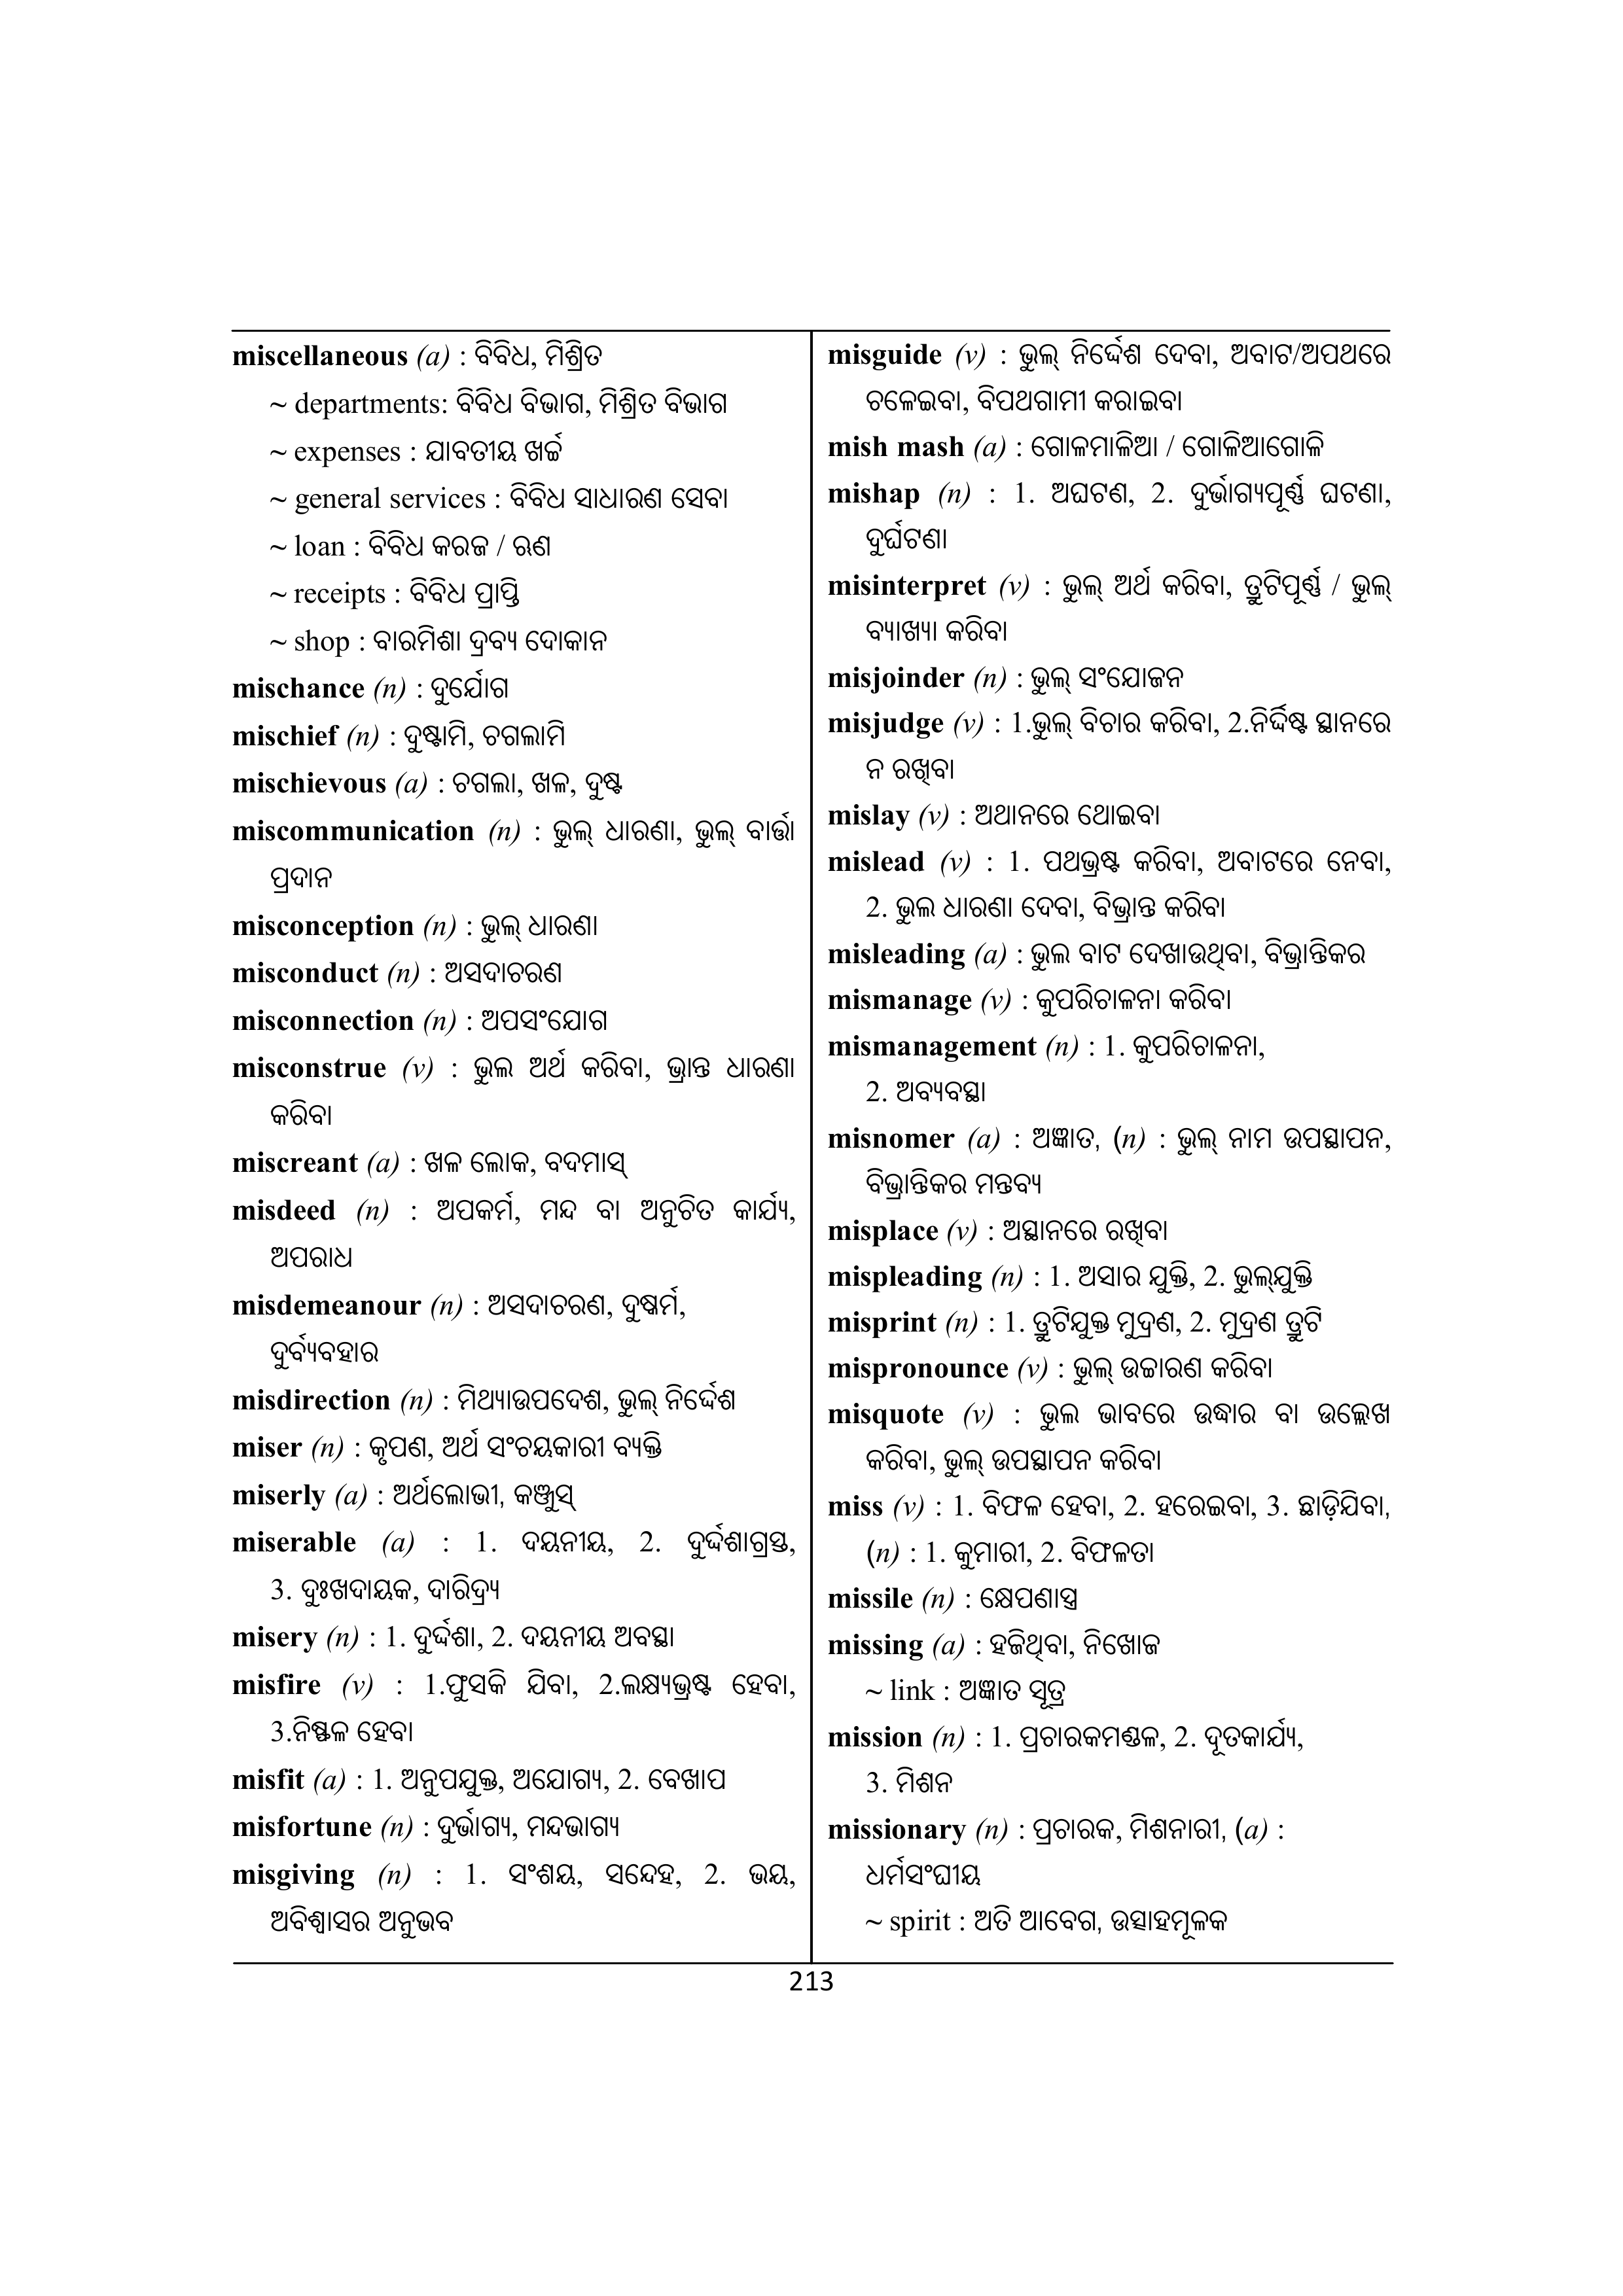 miscellaneous (a) : ବିବିଧ, ମିଶ୍ରିତ
~ departments: ବିବିଧ ବିଭାଗ, ମିଶ୍ରିତ ବିଭାଗ
~ expenses : ଯାବତୀୟ ଖର୍ଚ୍ଚ
~ general services : ବିବିଧ ସାଧାରଣ ସେବା
~ loan : ବିବିଧ କରଜ / ଋଣ
~ receipts : ବିବିଧ ପ୍ରାପ୍ତି
~ shop : ବାରମିଶା ଦ୍ରବ୍ୟ ଦୋକାନ
mischance (n) : ଦୁର୍ଯୋଗ
mischief (n) : ଦୁଷ୍ଟାମି, ଚଗଲାମି
mischievous (a) : ଚଗଲା, ଖଳ, ଦୁଷ୍ଟ
miscommunication (n) : ଭୁଲ୍ ଧାରଣା, ଭୁଲ୍ ବାର୍ତ୍ତା
ପ୍ରଦାନ
misconception (n) : ଭୁଲ୍ ଧାରଣା
misconduct (n) : ଅସଦାଚରଣ
misconnection (n) : ଅପସଂଯୋଗ
misconstrue (v) : ଭୁଲ ଅର୍ଥ କରିବା, ଭ୍ରାନ୍ତ ଧାରଣା
କରିବା
miscreant (a) : ଖଳ ଲୋକ, ବଦମାସ୍
misdeed (n) : ଅପକର୍ମ, ମନ୍ଦ ବା ଅନୁଚିତ କାର୍ଯ୍ୟ,
ଅପରାଧ
misdemeanour (n) : ଅସଦାଚରଣ, ଦୁଷ୍କର୍ମ,
ଦୁର୍ବ୍ୟବହାର
misdirection (n) : ମିଥ୍ୟାଉପଦେଶ, ଭୁଲ୍ ନିର୍ଦ୍ଦେଶ
miser (n) : କୃପଣ, ଅର୍ଥ ସଂଚୟକାରୀ ବ୍ୟକ୍ତି
miserly (a) : ଅର୍ଥଲୋଭୀ, କଞ୍ଜୁସ୍
miserable (a) : 1. ଦୟନୀୟ, 2. ଦୁର୍ଦ୍ଦଶାଗ୍ରସ୍ତ,
3. ଦୁଃଖଦାୟକ, ଦାରିଦ୍ର୍ୟ
misery (n) : 1. ଦୁର୍ଦ୍ଦଶା, 2. ଦୟନୀୟ ଅବସ୍ଥା
misfire (v) : 1.ଫୁସକି ଯିବା, 2.ଲକ୍ଷ୍ୟଭ୍ରଷ୍ଟ ହେବା,
3.ନିଷ୍ଫଳ ହେବା
misfit (a) : 1. ଅନୁପଯୁକ୍ତ, ଅଯୋଗ୍ୟ, 2. ବେଖାପ
misfortune (n) : ଦୁର୍ଭାଗ୍ୟ, ମନ୍ଦଭାଗ୍ୟ
misgiving (n) : 1. ସଂଶୟ, ସନ୍ଦେହ, 2. ଭୟ,
ଅବିଶ୍ୱାସର ଅନୁଭବ
misguide (v) : ଭୁଲ୍ ନିର୍ଦ୍ଦେଶ ଦେବା, ଅବାଟ/ଅପଥରେ
ଚଳେଇବା, ବିପଥଗାମୀ କରାଇବା
mish mash (a) : ଗୋଳମାଳିଆ / ଗୋଳିଆଗୋଳି
mishap (n) : 1. ଅଘଟଣ, 2. ଦୁର୍ଭାଗ୍ୟପୂର୍ଣ୍ଣ ଘଟଣା,
ଦୁର୍ଘଟଣା
misinterpret (v) : ଭୁଲ୍ ଅର୍ଥ କରିବା, ତ୍ରୁଟିପୂର୍ଣ୍ଣ / ଭୁଲ୍
ବ୍ୟାଖ୍ୟା କରିବା
misjoinder (n) : ଭୁଲ୍ ସଂଯୋଜନ
misjudge (v) : 1.ଭୁଲ୍ ବିଚାର କରିବା, 2.ନିର୍ଦ୍ଦିଷ୍ଟ ସ୍ଥାନରେ
ନ ରଖିବା
mislay (v) : ଅଥାନରେ ଥୋଇବା
mislead (v) : 1. ପଥଭ୍ରଷ୍ଟ କରିବା, ଅବାଟରେ ନେବା,
2. ଭୁଲ ଧାରଣା ଦେବା, ବିଭ୍ରାନ୍ତ କରିବା
misleading (a) : ଭୁଲ ବାଟ ଦେଖାଉଥିବା, ବିଭ୍ରାନ୍ତିକର
mismanage (v) : କୁପରିଚାଳନା କରିବା
mismanagement (n) : 1. କୁପରିଚାଳନା,
2. ଅବ୍ୟବସ୍ଥା
misnomer (a) : ଅଜ୍ଞାତ, (n) : ଭୁଲ୍ ନାମ ଉପସ୍ଥାପନ,
ବିଭ୍ରାନ୍ତିକର ମନ୍ତବ୍ୟ
misplace (v) : ଅସ୍ଥାନରେ ରଖିବା
mispleading (n) : 1. ଅସାର ଯୁକ୍ତି, 2. ଭୁଲ୍‌ଯୁକ୍ତି
misprint (n) : 1. ତ୍ରୁଟିଯୁକ୍ତ ମୁଦ୍ରଣ, 2. ମୁଦ୍ରଣ ତ୍ରୁଟି
mispronounce (v) : ଭୁଲ୍ ଉଚ୍ଚାରଣ କରିବା
misquote (v) : ଭୁଲ ଭାବରେ ଉଦ୍ଧାର ବା ଉଲ୍ଲେଖ
କରିବା, ଭୁଲ୍ ଉପସ୍ଥାପନ କରିବା
miss (v) : 1. ବିଫଳ ହେବା, 2. ହରେଇବା, 3. ଛାଡ଼ିଯିବା,
(n) : 1. କୁମାରୀ, 2. ବିଫଳତା
missile (n) : କ୍ଷେପଣାସ୍ତ୍ର
missing (a) : ହଜିଥିବା, ନିଖୋଜ
~ link : ଅଜ୍ଞାତ ସୂତ୍ର
mission (n) : 1. ପ୍ରଚାରକମଣ୍ଡଳ, 2. ଦୂତକାର୍ଯ୍ୟ,
3. ମିଶନ
missionary (n) : ପ୍ରଚାରକ, ମିଶନାରୀ, (a) :
ଧର୍ମସଂଘୀୟ
~ spirit : ଅତି ଆବେଗ, ଉତ୍ସାହମୂଳକ
213